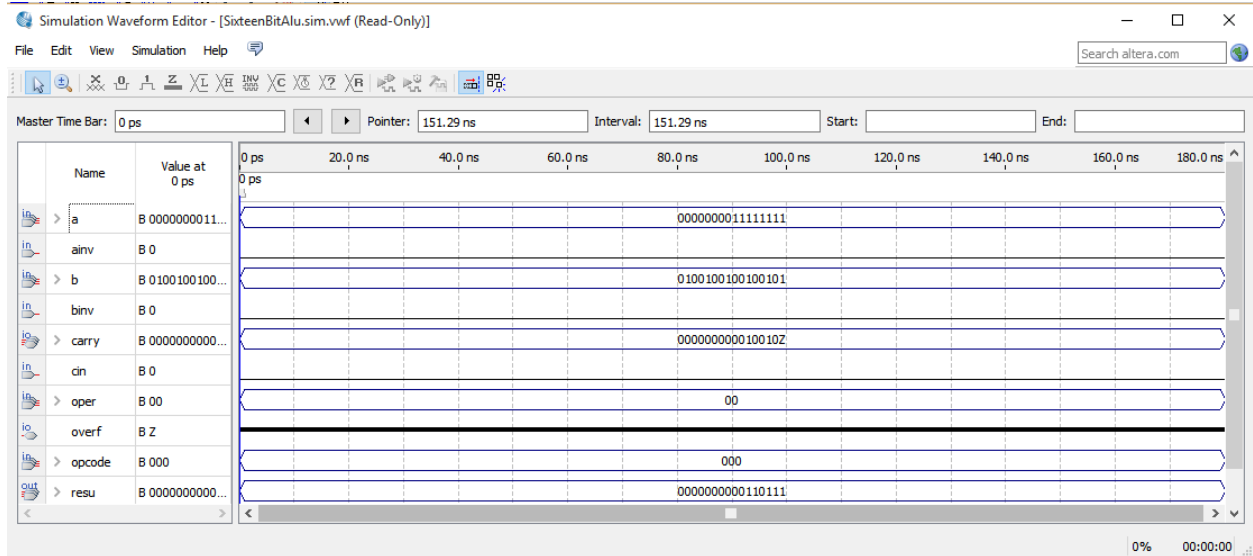 Simulation Waveform Editor - [SixteenBitAlu.sim.vwf (Read-Only)]
File Edit View Simulation Help
Search altera.com
Master Time Bar: 0 ps Pointer: 151.29 ns Interval: 151.29 ns Start: End:
Name Value at 0 ps
0 ps 20.0 ns 40.0 ns 60.0 ns 80.0 ns 100.0 ns 120.0 ns 140.0 ns 160.0 ns 180.0 ns
0 ps
a B 0000000011... 0000000011111111
ainv B 0
b B 0100100100... 0100100100100101
binv B 0
carry B 0000000000... 000000000010010Z
cin B 0
oper B 00 00
overf B Z
opcode B 000 000
resu B 0000000000... 0000000000110111
0% 00:00:00